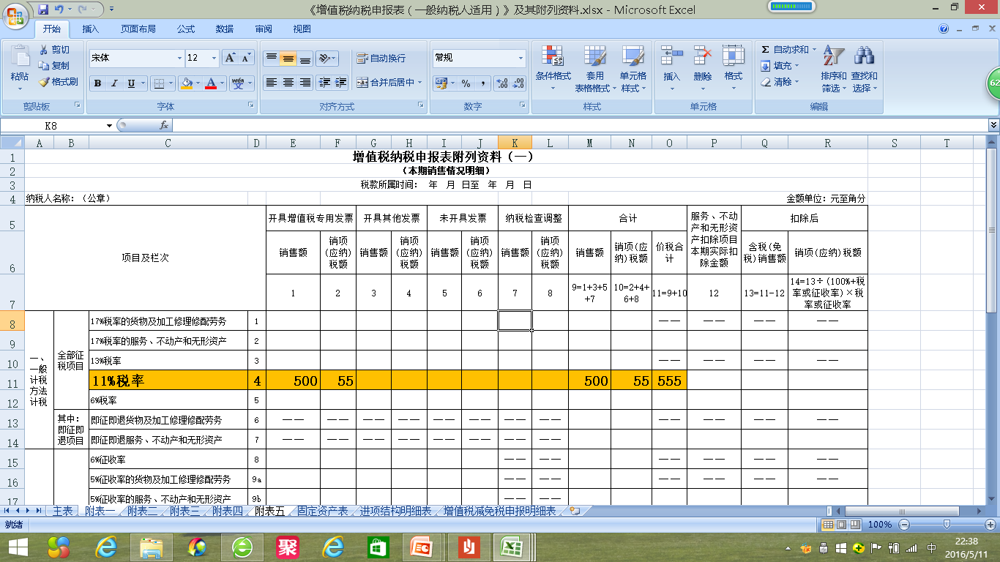 《增值税纳税申报表（一般纳税人适用）》及其附列资料.xlsx - Microsoft Excel
开始 插入 页面布局 公式 数据 审阅 视图
粘贴 剪切 复制 格式刷 剪贴板
宋体 12 B I U 字体
自动换行 合并后居中 对齐方式
常规 % , 数字
条件格式 套用表格格式 单元格样式 样式
插入 删除 格式 单元格
Σ 自动求和 填充 清除 排序和筛选 查找和选择 编辑
62
K8 fx
A B C D E F G H I J K L M N O P Q R S T
1 增值税纳税申报表附列资料（一）
2 （本期销售情况明细）
3 税款所属时间： 年 月 日至 年 月 日
4 纳税人名称：（公章） 金额单位：元至角分
5 项目及栏次 开具增值税专用发票 开具其他发票 未开具发票 纳税检查调整 合计 服务、不动产和无形资产扣除项目本期实际扣除金额 扣除后
6 销售额 销项(应纳)税额 销售额 销项(应纳)税额 销售额 销项(应纳)税额 销售额 销项(应纳)税额 销售额 销项(应纳)税额 价税合计 含税(免税)销售额 销项(应纳)税额
7 1 2 3 4 5 6 7 8 9=1+3+5+7 10=2+4+6+8 11=9+10 12 13=11-12 14=13÷(100%+税率或征收率)×税率或征收率
一、一般计税方法计税
全部征税项目
8 17%税率的货物及加工修理修配劳务 1 —— —— —— ——
9 17%税率的服务、不动产和无形资产 2
10 13%税率 3 —— —— —— ——
11 11%税率 4 500 55 500 55 555
12 6%税率 5
其中：即征即退项目
13 即征即退货物及加工修理修配劳务 6 —— —— —— —— —— —— —— —— —— —— —— ——
14 即征即退服务、不动产和无形资产 7 —— —— —— —— —— —— —— ——
15 6%征收率 8 —— —— —— —— —— ——
16 5%征收率的货物及加工修理修配劳务 9a —— —— —— —— —— ——
17 5%征收率的服务、不动产和无形资产 9b —— ——
主表 附表一 附表二 附表三 附表四 附表五 固定资产表 进项结构明细表 增值税减免税申报明细表
就绪 100%
聚 中 22:38
2016/5/11